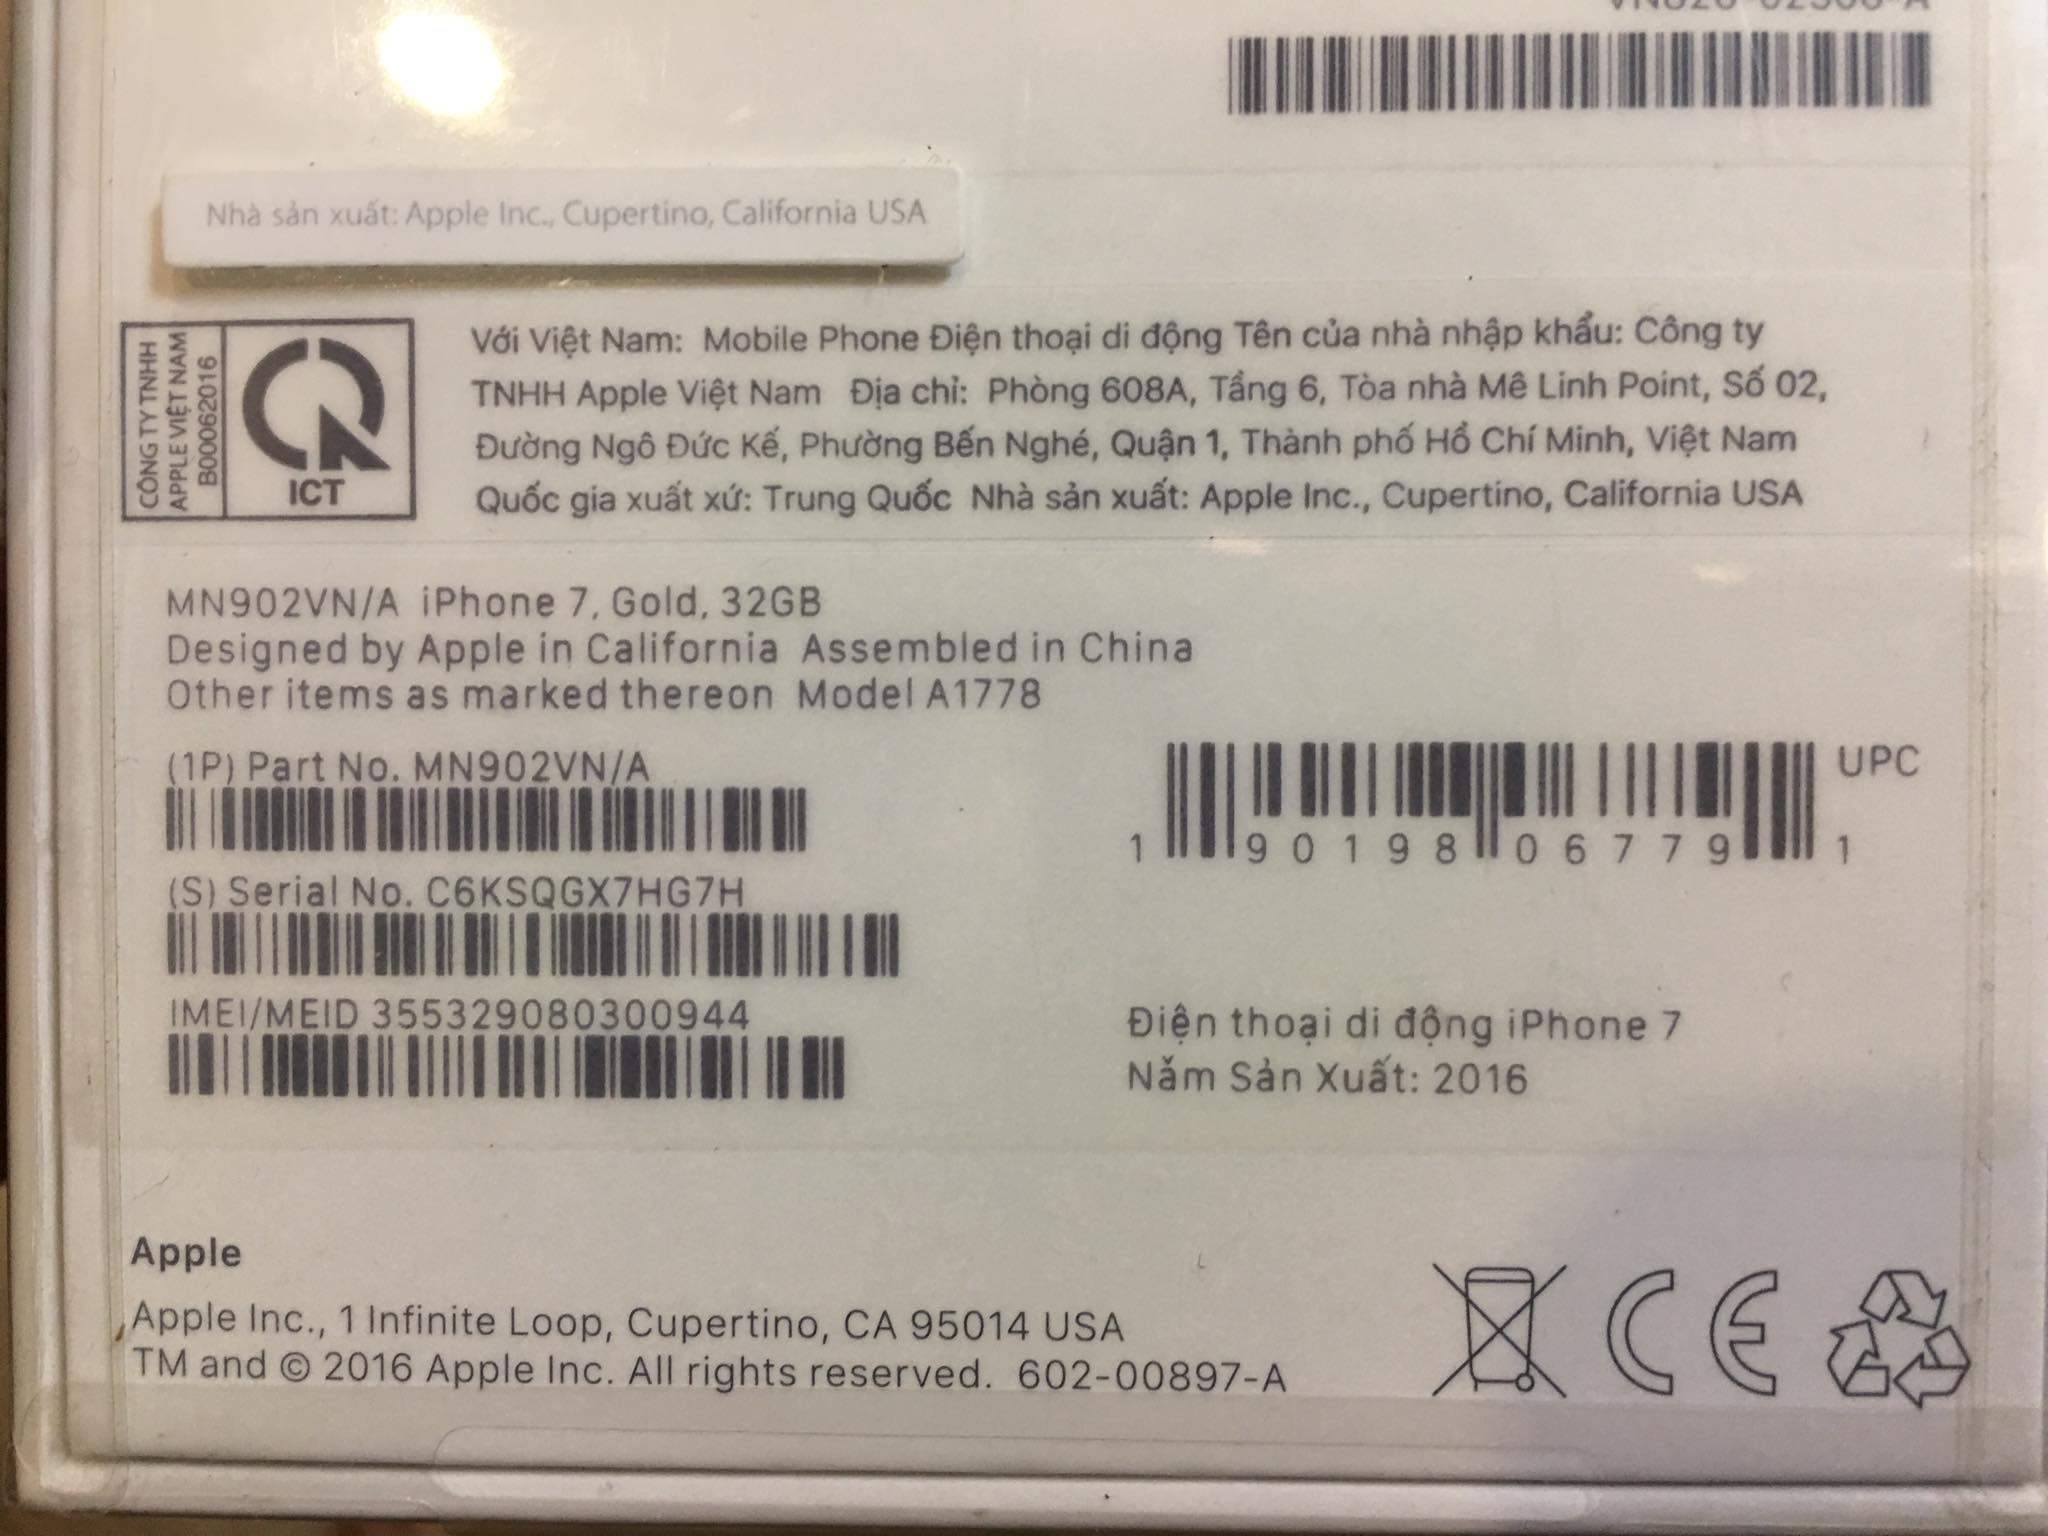 Nhà sản xuất: Apple Inc., Cupertino, California USA
CÔNG TY TNHH
APPLE VIỆT NAM
B00062016
ICT
Với Việt Nam: Mobile Phone Điện thoại di động Tên của nhà nhập khẩu: Công ty
TNHH Apple Việt Nam Địa chỉ: Phòng 608A, Tầng 6, Tòa nhà Mê Linh Point, Số 02,
Đường Ngô Đức Kế, Phường Bến Nghé, Quận 1, Thành phố Hồ Chí Minh, Việt Nam
Quốc gia xuất xứ: Trung Quốc Nhà sản xuất: Apple Inc., Cupertino, California USA
MN902VN/A iPhone 7, Gold, 32GB
Designed by Apple in California Assembled in China
Other items as marked thereon Model A1778
(1P) Part No. MN902VN/A
UPC
1 90198 06779 1
(S) Serial No. C6KSQGX7HG7H
IMEI/MEID 355329080300944
Điện thoại di động iPhone 7
Năm Sản Xuất: 2016
Apple
Apple Inc., 1 Infinite Loop, Cupertino, CA 95014 USA
TM and © 2016 Apple Inc. All rights reserved. 602-00897-A
CE